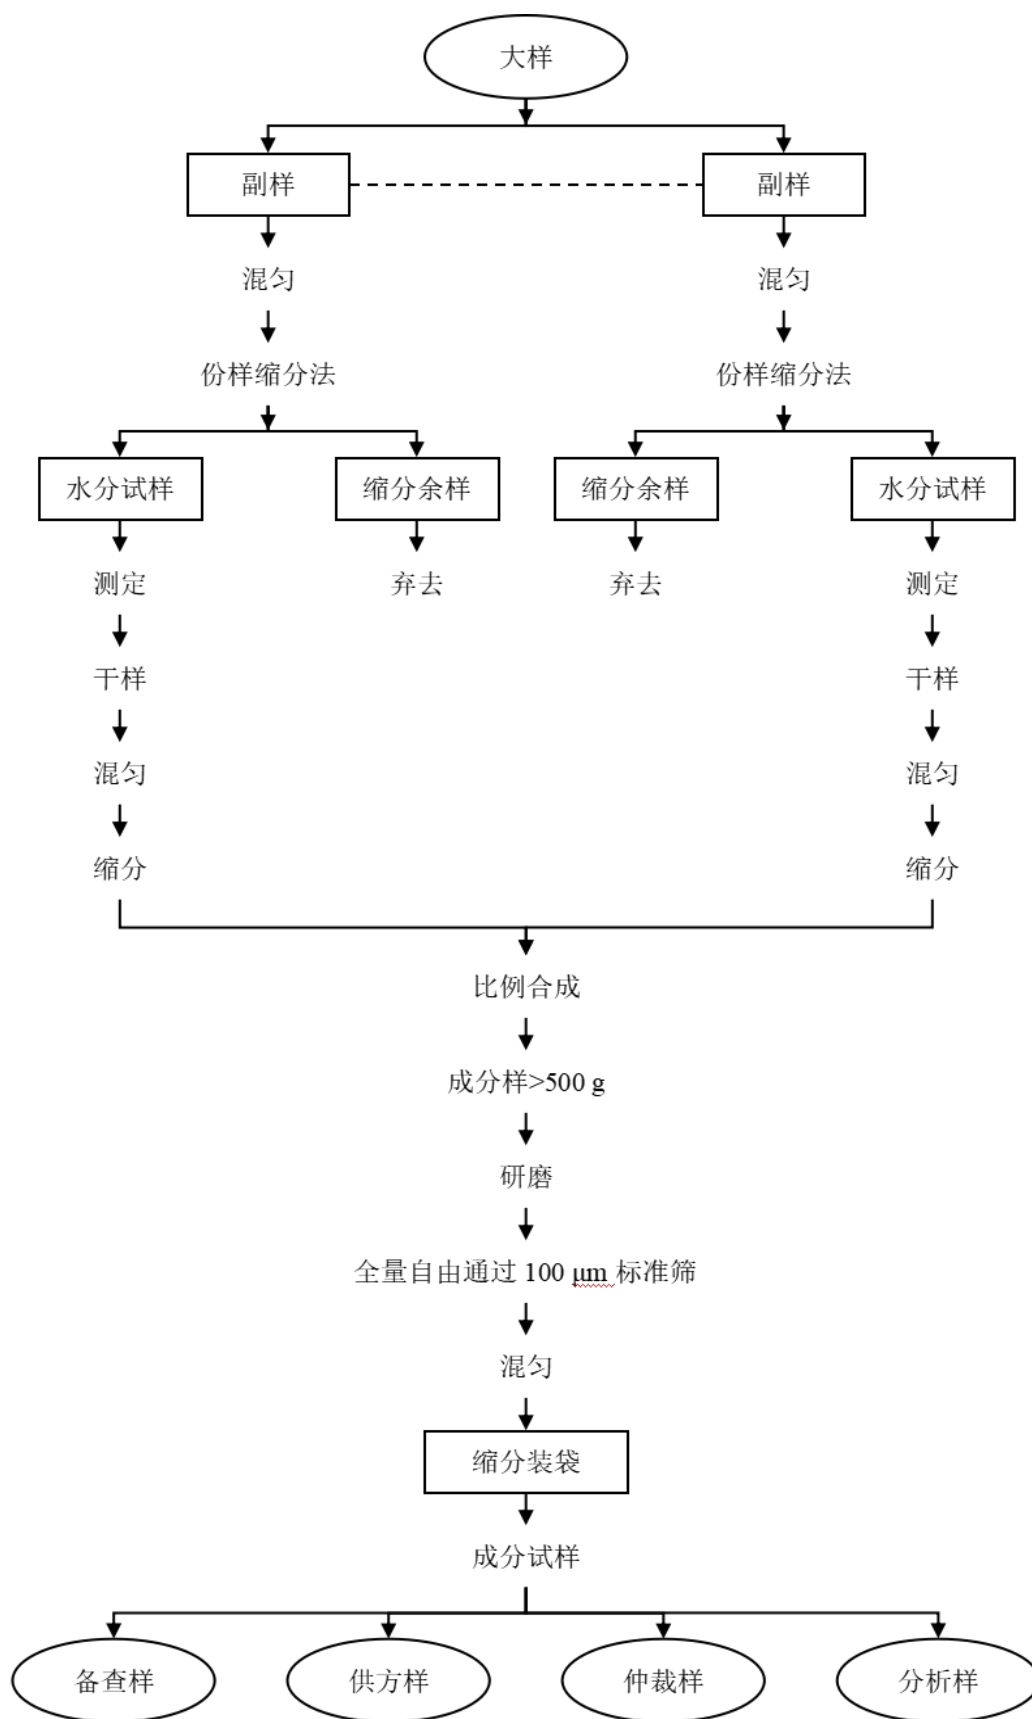 大样
副样
副样
混匀
混匀
份样缩分法
份样缩分法
水分试样
缩分余样
缩分余样
水分试样
测定
弃去
弃去
测定
干样
干样
混匀
混匀
缩分
缩分
比例合成
成分样>500 g
研磨
全量自由通过 100 μm 标准筛
混匀
缩分装袋
成分试样
备查样
供方样
仲裁样
分析样